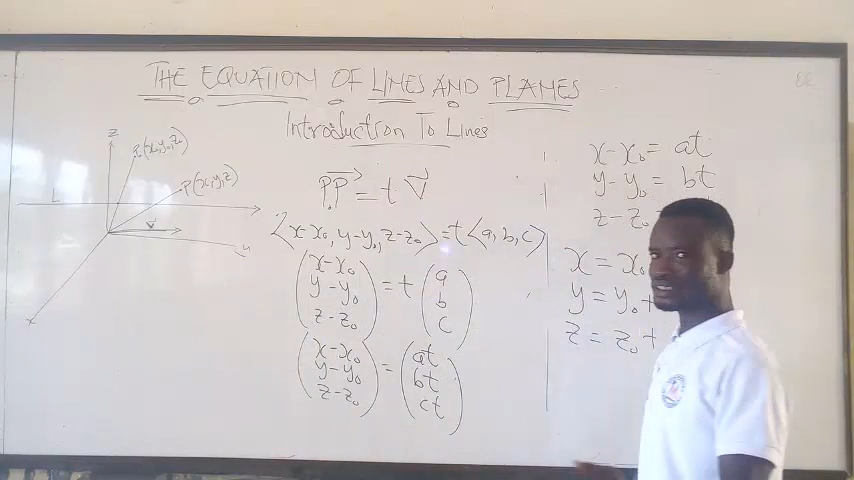 THE EQUATION OF LINES AND PLANES
Introduction To Lines
z
P₀(x₀,y₀,z₀)
P(x,y,z)
L
v⃗
y
x
P₀P⃗ = t v⃗
<x-x₀, y-y₀, z-z₀> = t<a, b, c>
(x-x₀
y-y₀ = t (a
z-z₀) b
c)
(x-x₀
y-y₀ = (at
z-z₀) bt
ct)
x-x₀ = at
y-y₀ = bt
z-z₀
x = x₀
y = y₀ +
z = z₀ +